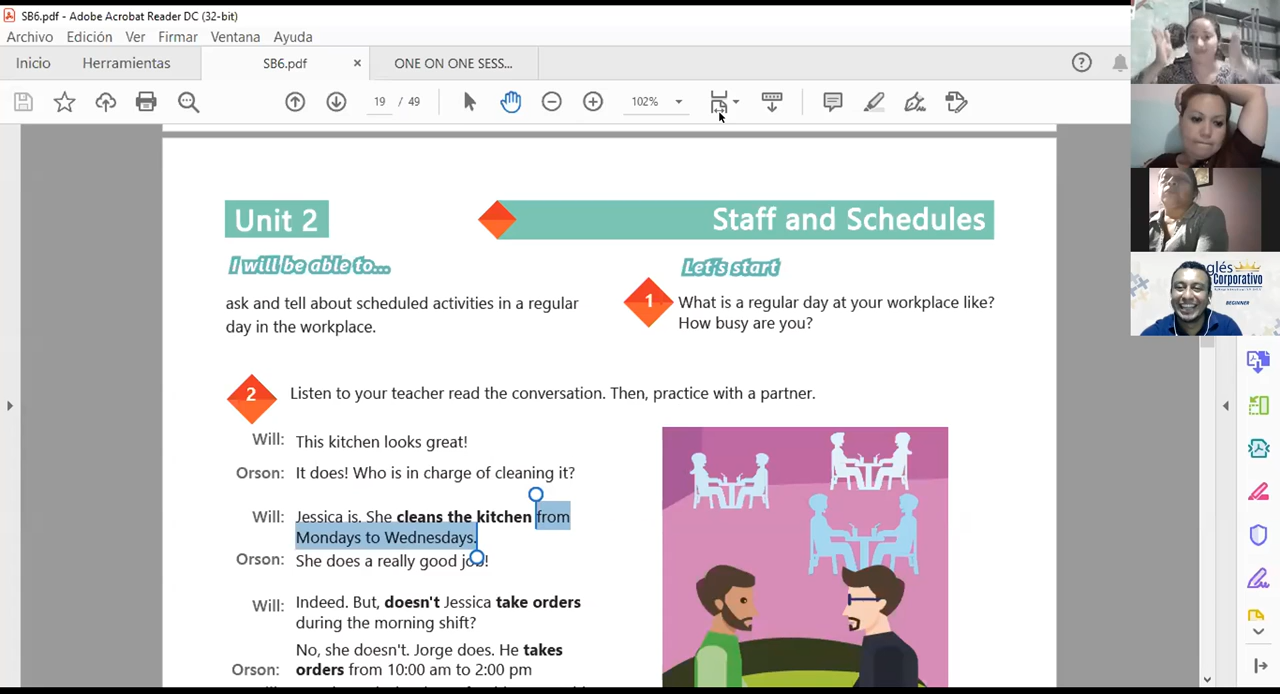 SB6.pdf - Adobe Acrobat Reader DC (32-bit)
Archivo Edición Ver Firmar Ventana Ayuda
Inicio Herramientas SB6.pdf × ONE ON ONE SESS...
19 / 49 102%
Unit 2
Staff and Schedules
I will be able to...
ask and tell about scheduled activities in a regular
day in the workplace.
Let's start
1 What is a regular day at your workplace like?
How busy are you?
2 Listen to your teacher read the conversation. Then, practice with a partner.
Will: This kitchen looks great!
Orson: It does! Who is in charge of cleaning it?
Will: Jessica is. She cleans the kitchen from
Mondays to Wednesdays.
Orson: She does a really good job!
Will: Indeed. But, doesn't Jessica take orders
during the morning shift?
No, she doesn't. Jorge does. He takes
Orson: orders from 10:00 am to 2:00 pm
glés
Corporativo
BEGINNER